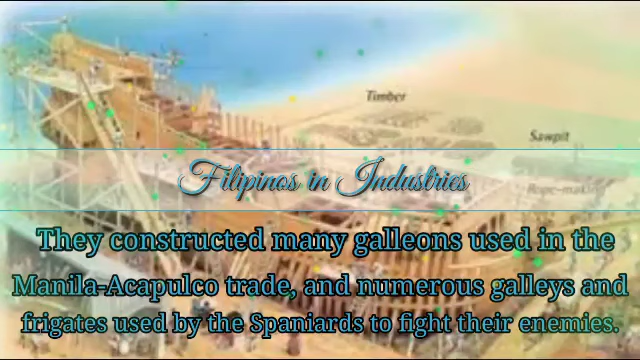 Timber
Sawpit
Filipinos in Industries
Rope-making
They constructed many galleons used in the
Manila-Acapulco trade, and numerous galleys and
frigates used by the Spaniards to fight their enemies.